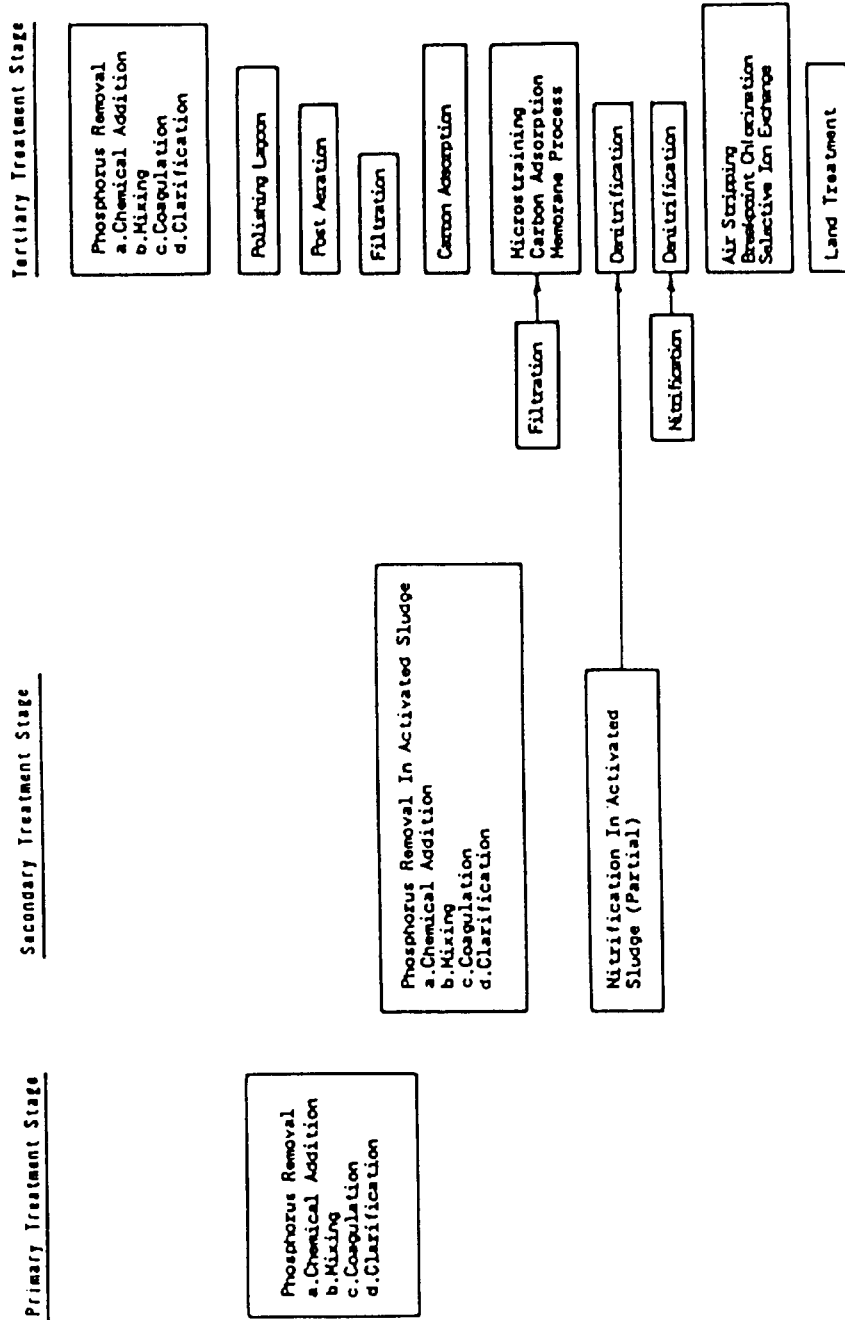 Primary Treatment Stage
Secondary Treatment Stage
Tertiary Treatment Stage
Phosphorus Removal
a.Chemical Addition
b.Mixing
c.Coagulation
d.Clarification
Polishing Lagoon
Post Aeration
Phosphorus Removal
a.Chemical Addition
b.Mixing
c.Coagulation
d.Clarification
Filtration
Phosphorus Removal In Activated Sludge
a.Chemical Addition
b.Mixing
c.Coagulation
d.Clarification
Carbon Adsorption
Filtration
Microstraining
Carbon Adsorption
Memorane Process
Nitrification In Activated
Sludge (Partial)
Denitrification
Nitrification
Denitrification
Air Stripping
Breakpoint Chlorination
Selective Ion Exchange
Land Treatment